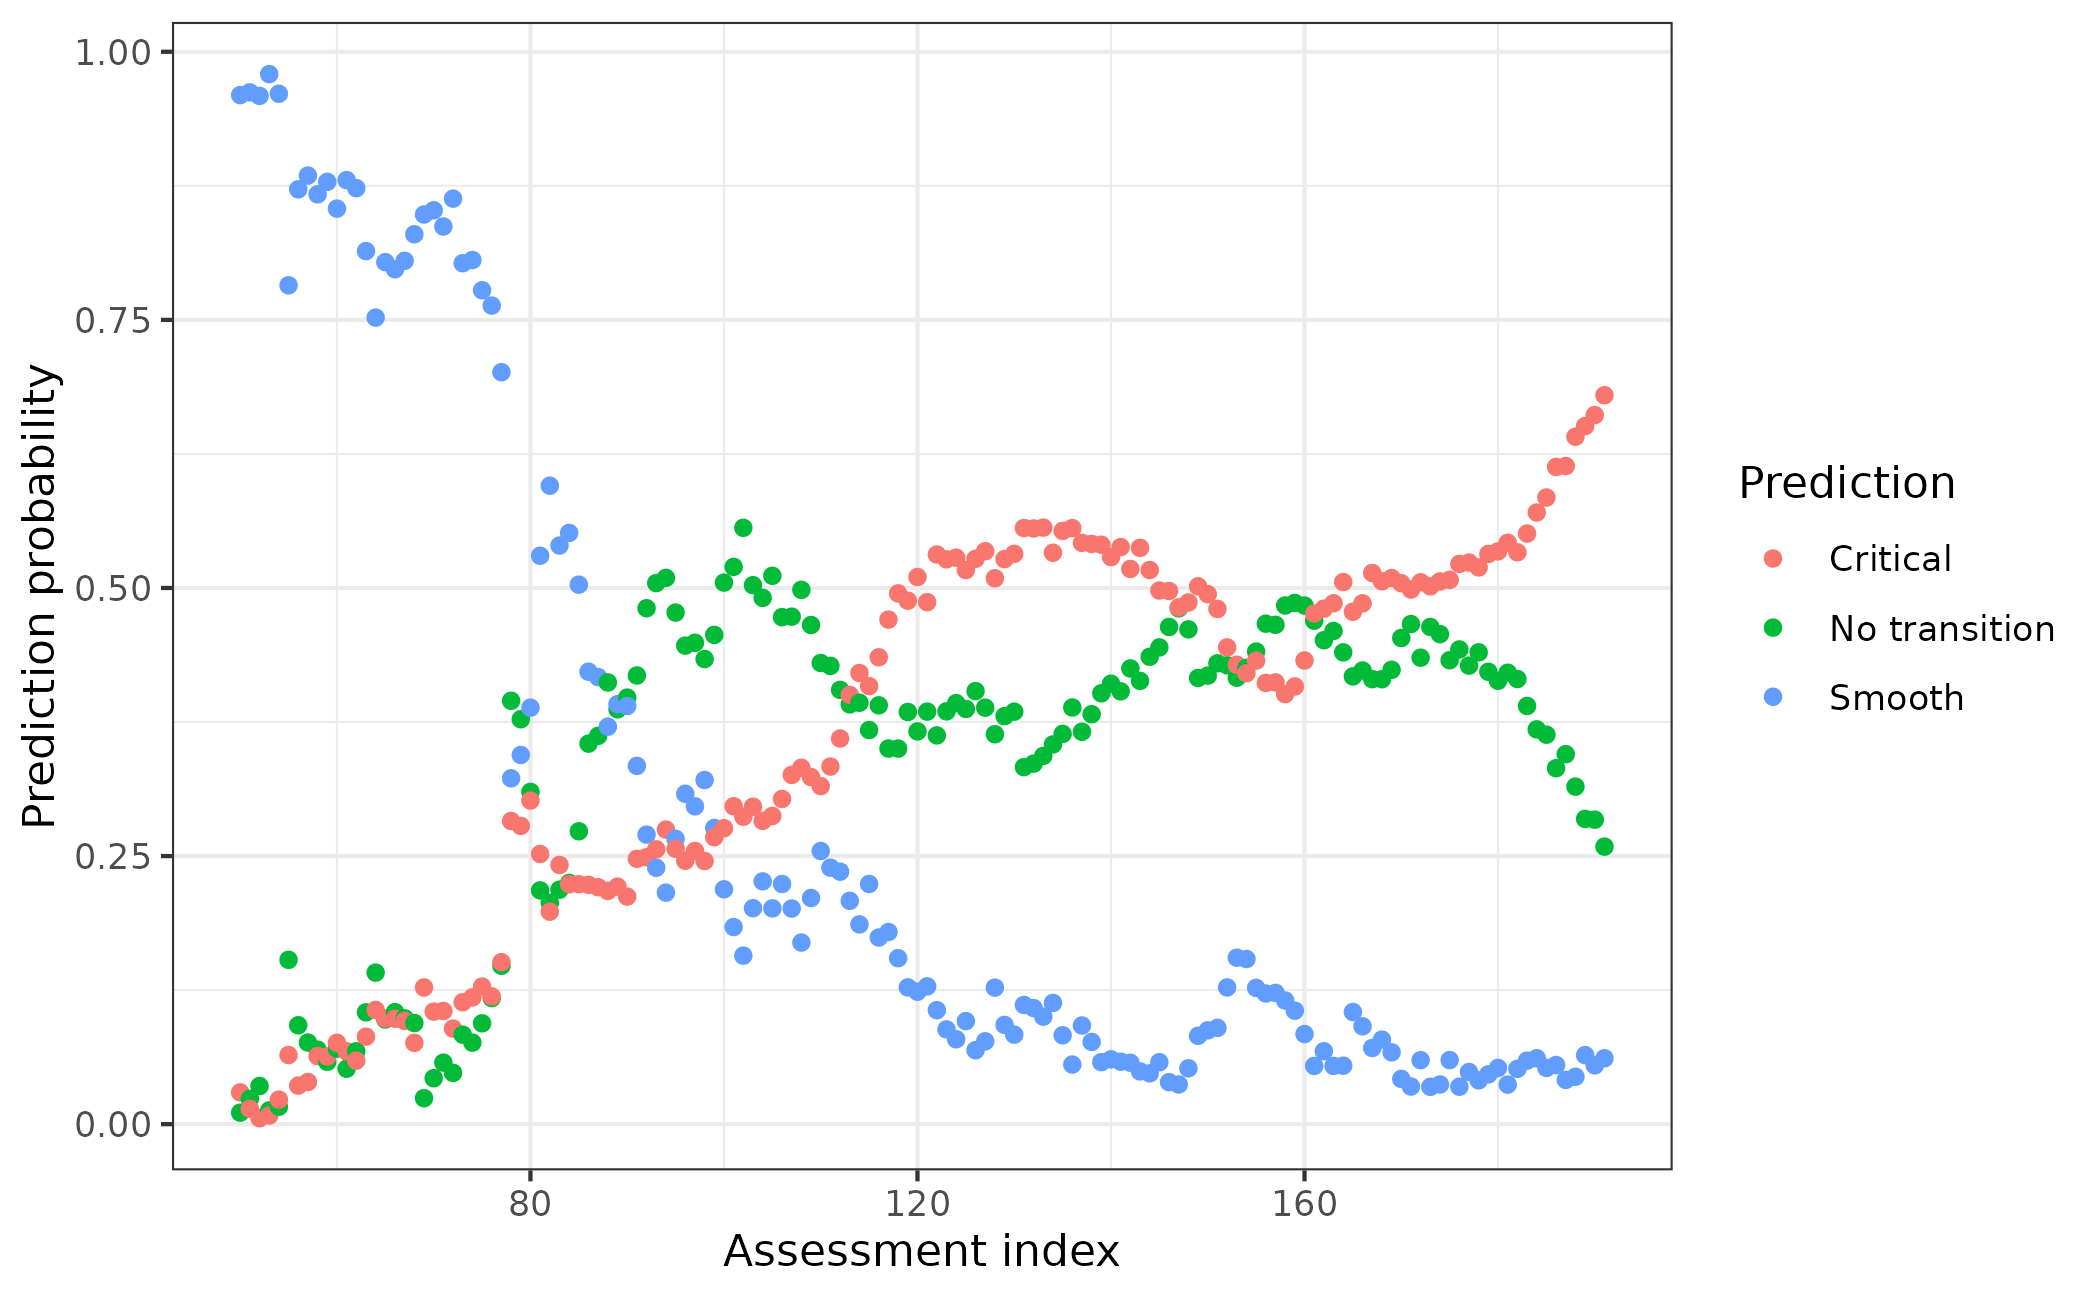 1.00
0.75
0.50
0.25
0.00
Prediction probability
80 120 160
Assessment index
Prediction
Critical
No transition
Smooth